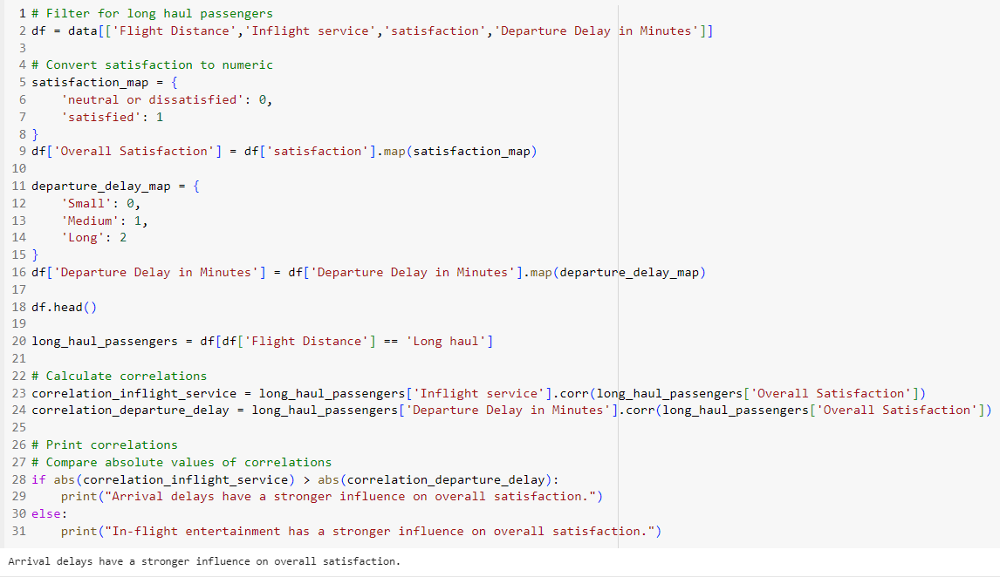 1 # Filter for long haul passengers
2 df = data[['Flight Distance','Inflight service','satisfaction','Departure Delay in Minutes']]
3
4 # Convert satisfaction to numeric
5 satisfaction_map = {
6     'neutral or dissatisfied': 0,
7     'satisfied': 1
8 }
9 df['Overall Satisfaction'] = df['satisfaction'].map(satisfaction_map)
10
11 departure_delay_map = {
12     'Small': 0,
13     'Medium': 1,
14     'Long': 2
15 }
16 df['Departure Delay in Minutes'] = df['Departure Delay in Minutes'].map(departure_delay_map)
17
18 df.head()
19
20 long_haul_passengers = df[df['Flight Distance'] == 'Long haul']
21
22 # Calculate correlations
23 correlation_inflight_service = long_haul_passengers['Inflight service'].corr(long_haul_passengers['Overall Satisfaction'])
24 correlation_departure_delay = long_haul_passengers['Departure Delay in Minutes'].corr(long_haul_passengers['Overall Satisfaction'])
25
26 # Print correlations
27 # Compare absolute values of correlations
28 if abs(correlation_inflight_service) > abs(correlation_departure_delay):
29     print("Arrival delays have a stronger influence on overall satisfaction.")
30 else:
31     print("In-flight entertainment has a stronger influence on overall satisfaction.")
Arrival delays have a stronger influence on overall satisfaction.